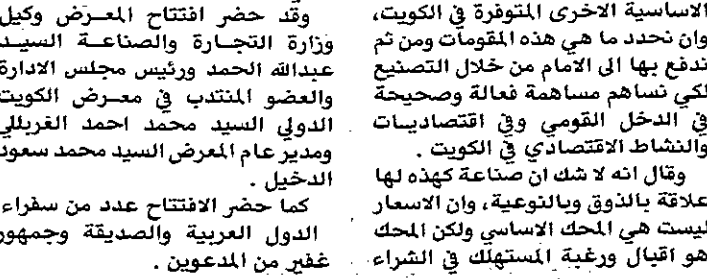 الاساسية الاخرى المتوفرة في الكويت،
وان نحدد ما هي هذه المقومات ومن ثم
ندفع بها الى الامام من خلال التصنيع
لكي نساهم مساهمة فعالة وصحيحة
في الدخل القومي وفي اقتصاديات
والنشاط الاقتصادي في الكويت .
وقال انه لا شك ان صناعة كهذه لها
علاقة بالذوق وبالنوعية، وان الاسعار
ليست هي المحك الاساسي ولكن المحك
هو اقبال ورغبة المستهلك في الشراء
وقد حضر افتتاح المعرض وكيل
وزارة التجارة والصناعة السيد
عبدالله الحمد ورئيس مجلس الادارة
والعضو المنتدب في معرض الكويت
الدولي السيد محمد احمد الغربللي
ومدير عام المعرض السيد محمد سعود
الدخيل .
كما حضر الافتتاح عدد من سفراء
الدول العربية والصديقة وجمهور
غفير من المدعوين .